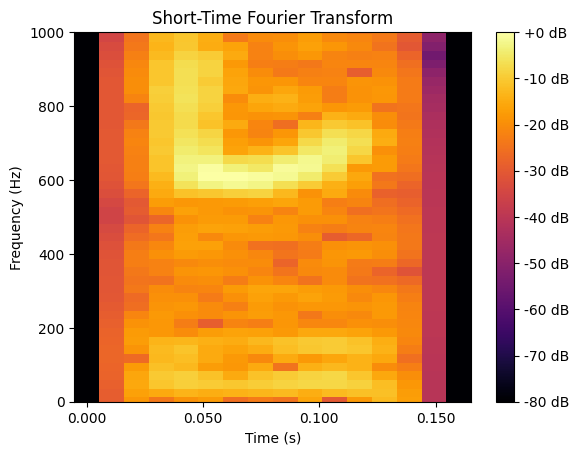 Short-Time Fourier Transform
1000
800
600
400
200
0
Frequency (Hz)
0.000
0.050
0.100
0.150
Time (s)
+0 dB
-10 dB
-20 dB
-30 dB
-40 dB
-50 dB
-60 dB
-70 dB
-80 dB